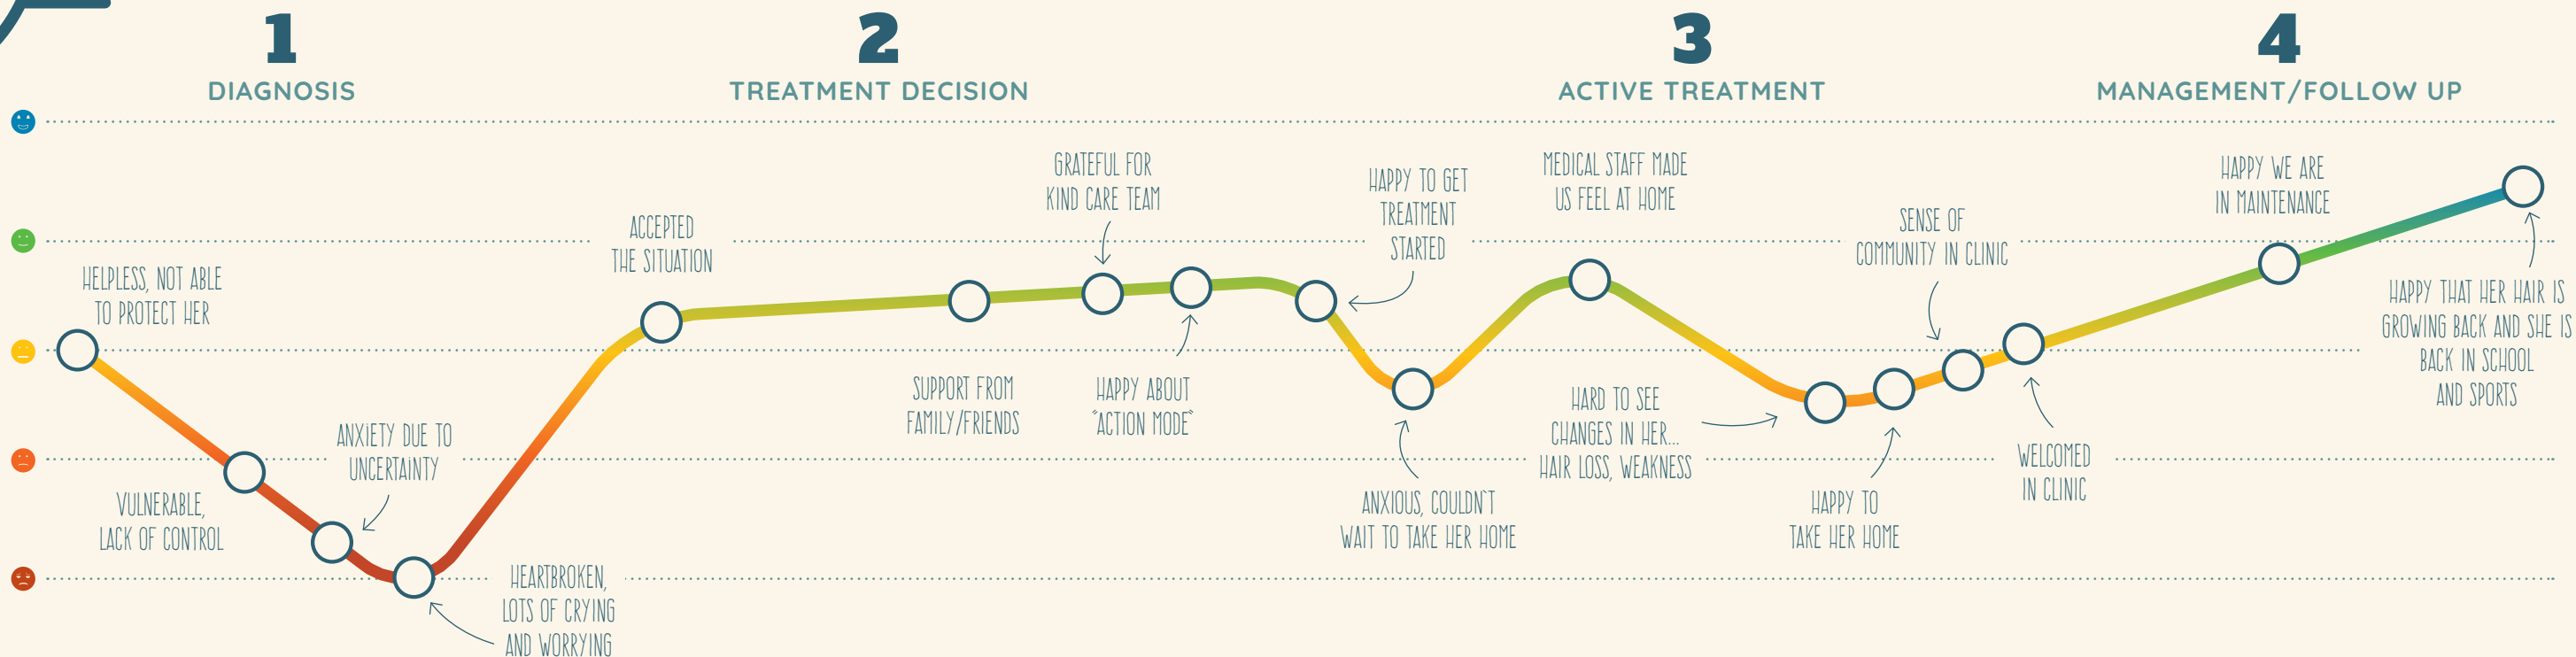 1
DIAGNOSIS
2
TREATMENT DECISION
3
ACTIVE TREATMENT
4
MANAGEMENT/FOLLOW UP
HELPLESS, NOT ABLE
TO PROTECT HER
VULNERABLE,
LACK OF CONTROL
ANXIETY DUE TO
UNCERTAINTY
HEARTBROKEN,
LOTS OF CRYING
AND WORRYING
ACCEPTED
THE SITUATION
SUPPORT FROM
FAMILY/FRIENDS
GRATEFUL FOR
KIND CARE TEAM
HAPPY ABOUT
"ACTION MODE"
HAPPY TO GET
TREATMENT
STARTED
ANXIOUS, COULDN'T
WAIT TO TAKE HER HOME
MEDICAL STAFF MADE
US FEEL AT HOME
HARD TO SEE
CHANGES IN HER...
HAIR LOSS, WEAKNESS
HAPPY TO
TAKE HER HOME
SENSE OF
COMMUNITY IN CLINIC
WELCOMED
IN CLINIC
HAPPY WE ARE
IN MAINTENANCE
HAPPY THAT HER HAIR IS
GROWING BACK AND SHE IS
BACK IN SCHOOL
AND SPORTS